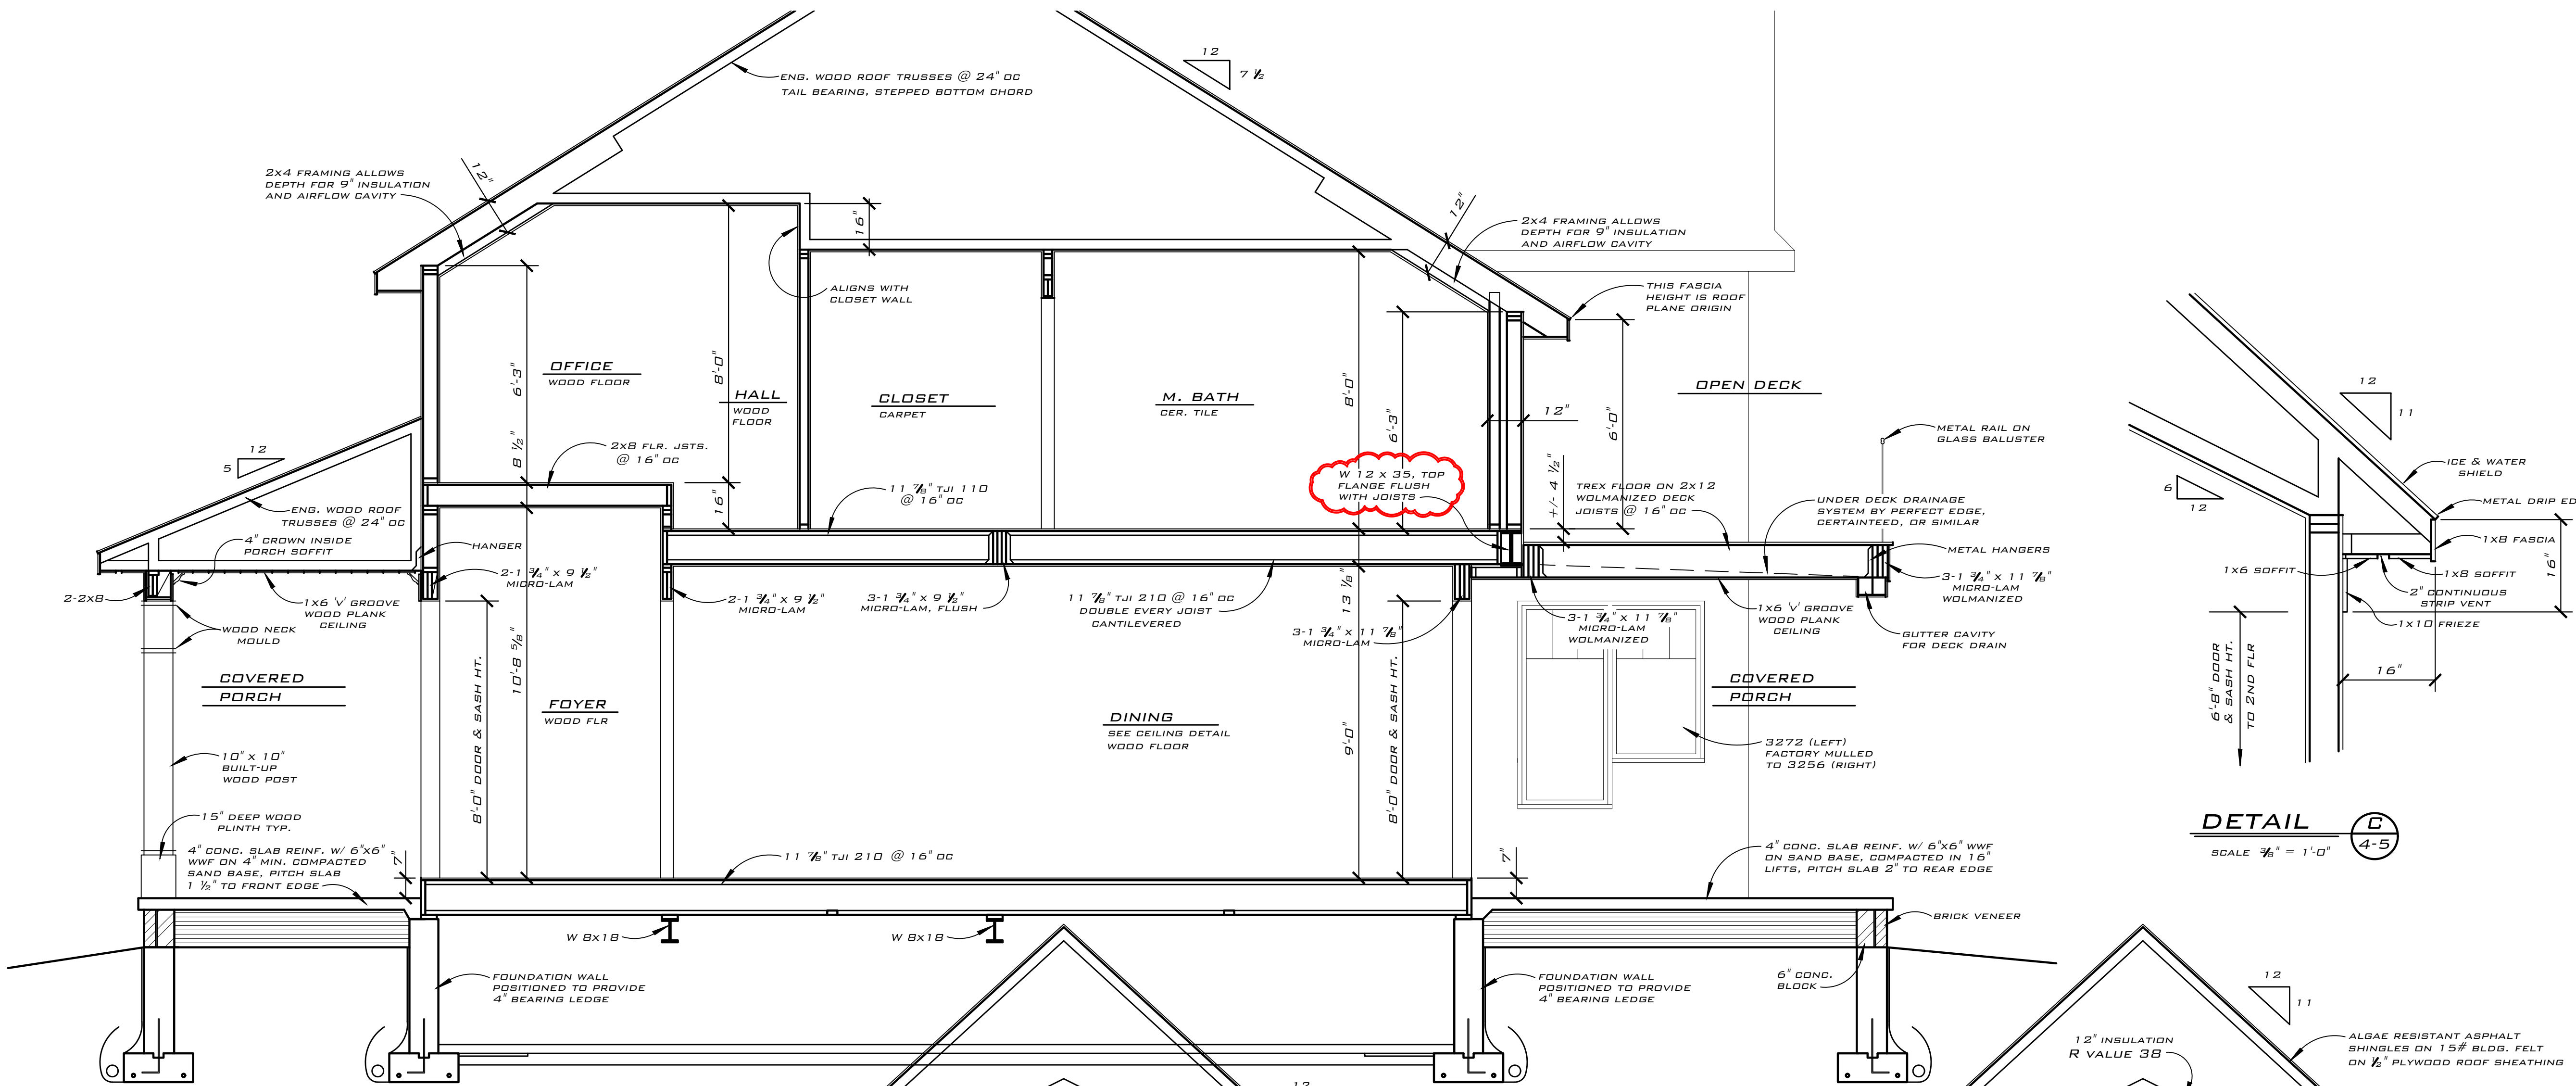 12
7 ½
ENG. WOOD ROOF TRUSSES @ 24" OC
TAIL BEARING, STEPPED BOTTOM CHORD
2x4 FRAMING ALLOWS
DEPTH FOR 9" INSULATION
AND AIRFLOW CAVITY
12"
16"
12"
2x4 FRAMING ALLOWS
DEPTH FOR 9" INSULATION
AND AIRFLOW CAVITY
ALIGNS WITH
CLOSET WALL
THIS FASCIA
HEIGHT IS ROOF
PLANE ORIGIN
OFFICE
WOOD FLOOR
6'-3"
8'-0"
HALL
WOOD
FLOOR
CLOSET
CARPET
M. BATH
CER. TILE
8'-0"
6'-3"
12"
6'-0"
OPEN DECK
METAL RAIL ON
GLASS BALUSTER
12
5
8 ½"
2x8 FLR. JSTS.
@ 16" OC
16"
11 ⅞" TJI 110
@ 16" OC
W 12 x 35, TOP
FLANGE FLUSH
WITH JOISTS
+/- 4 ½"
TREX FLOOR ON 2x12
WOLMANIZED DECK
JOISTS @ 16" OC
UNDER DECK DRAINAGE
SYSTEM BY PERFECT EDGE,
CERTAINTEED, OR SIMILAR
ENG. WOOD ROOF
TRUSSES @ 24" OC
4" CROWN INSIDE
PORCH SOFFIT
HANGER
METAL HANGERS
2-2x8
1x6 'V' GROOVE
WOOD PLANK
CEILING
2-1 ¾" x 9 ½"
MICRO-LAM
2-1 ¾" x 9 ½"
MICRO-LAM
3-1 ¾" x 9 ½"
MICRO-LAM, FLUSH
11 ⅞" TJI 210 @ 16" OC
DOUBLE EVERY JOIST
CANTILEVERED
13 ⅛"
3-1 ¾" x 11 ⅞"
MICRO-LAM
3-1 ¾" x 11 ⅞"
MICRO-LAM
WOLMANIZED
1x6 'V' GROOVE
WOOD PLANK
CEILING
3-1 ¾" x 11 ⅞"
MICRO-LAM
WOLMANIZED
GUTTER CAVITY
FOR DECK DRAIN
WOOD NECK
MOULD
COVERED
PORCH
8'-0" DOOR & SASH HT.
10'-8 ⅝"
FOYER
WOOD FLR
DINING
SEE CEILING DETAIL
WOOD FLOOR
9'-0"
8'-0" DOOR & SASH HT.
COVERED
PORCH
3272 (LEFT)
FACTORY MULLED
TO 3256 (RIGHT)
10" x 10"
BUILT-UP
WOOD POST
15" DEEP WOOD
PLINTH TYP.
4" CONC. SLAB REINF. W/ 6"x6"
WWF ON 4" MIN. COMPACTED
SAND BASE, PITCH SLAB
1 ½" TO FRONT EDGE
7"
11 ⅞" TJI 210 @ 16" OC
7"
4" CONC. SLAB REINF. W/ 6"x6" WWF
ON SAND BASE, COMPACTED IN 16"
LIFTS, PITCH SLAB 2" TO REAR EDGE
W 8x18
W 8x18
BRICK VENEER
FOUNDATION WALL
POSITIONED TO PROVIDE
4" BEARING LEDGE
FOUNDATION WALL
POSITIONED TO PROVIDE
4" BEARING LEDGE
6" CONC.
BLOCK
12
12
11
6
12
ICE & WATER
SHIELD
METAL DRIP ED
1x8 FASCIA
1x6 SOFFIT
1x8 SOFFIT
2" CONTINUOUS
STRIP VENT
1x10 FRIEZE
16"
16"
6'-8" DOOR
& SASH HT.
TO 2ND FLR
DETAIL
C
4-5
SCALE ⅜" = 1'-0"
12
11
12" INSULATION
R VALUE 38
ALGAE RESISTANT ASPHALT
SHINGLES ON 15# BLDG. FELT
ON ½" PLYWOOD ROOF SHEATHING